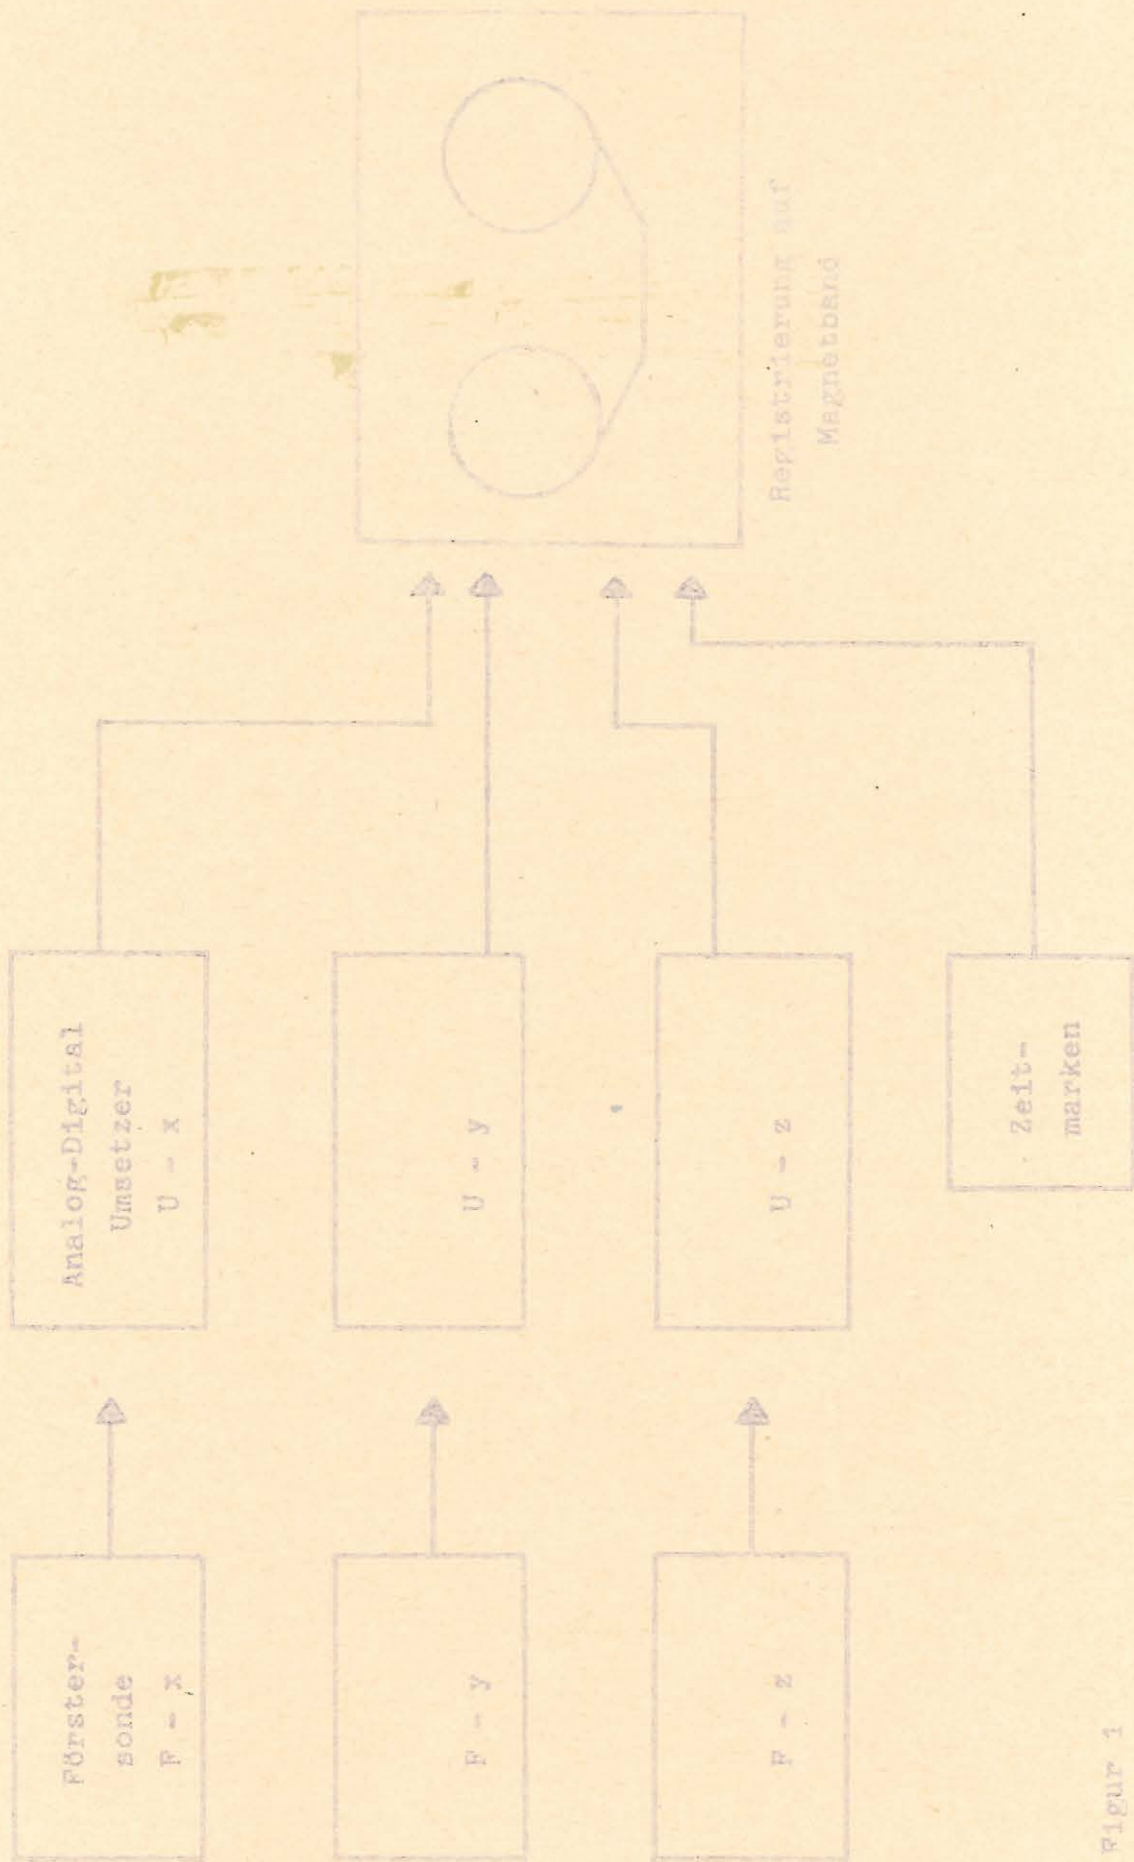 Förster-
sonde
F - x
F - y
F - z
Analog-Digital
Umsetzer
U - x
U - y
U - z
Zeit-
marken
Registrierung auf
Magnetband
Figur 1